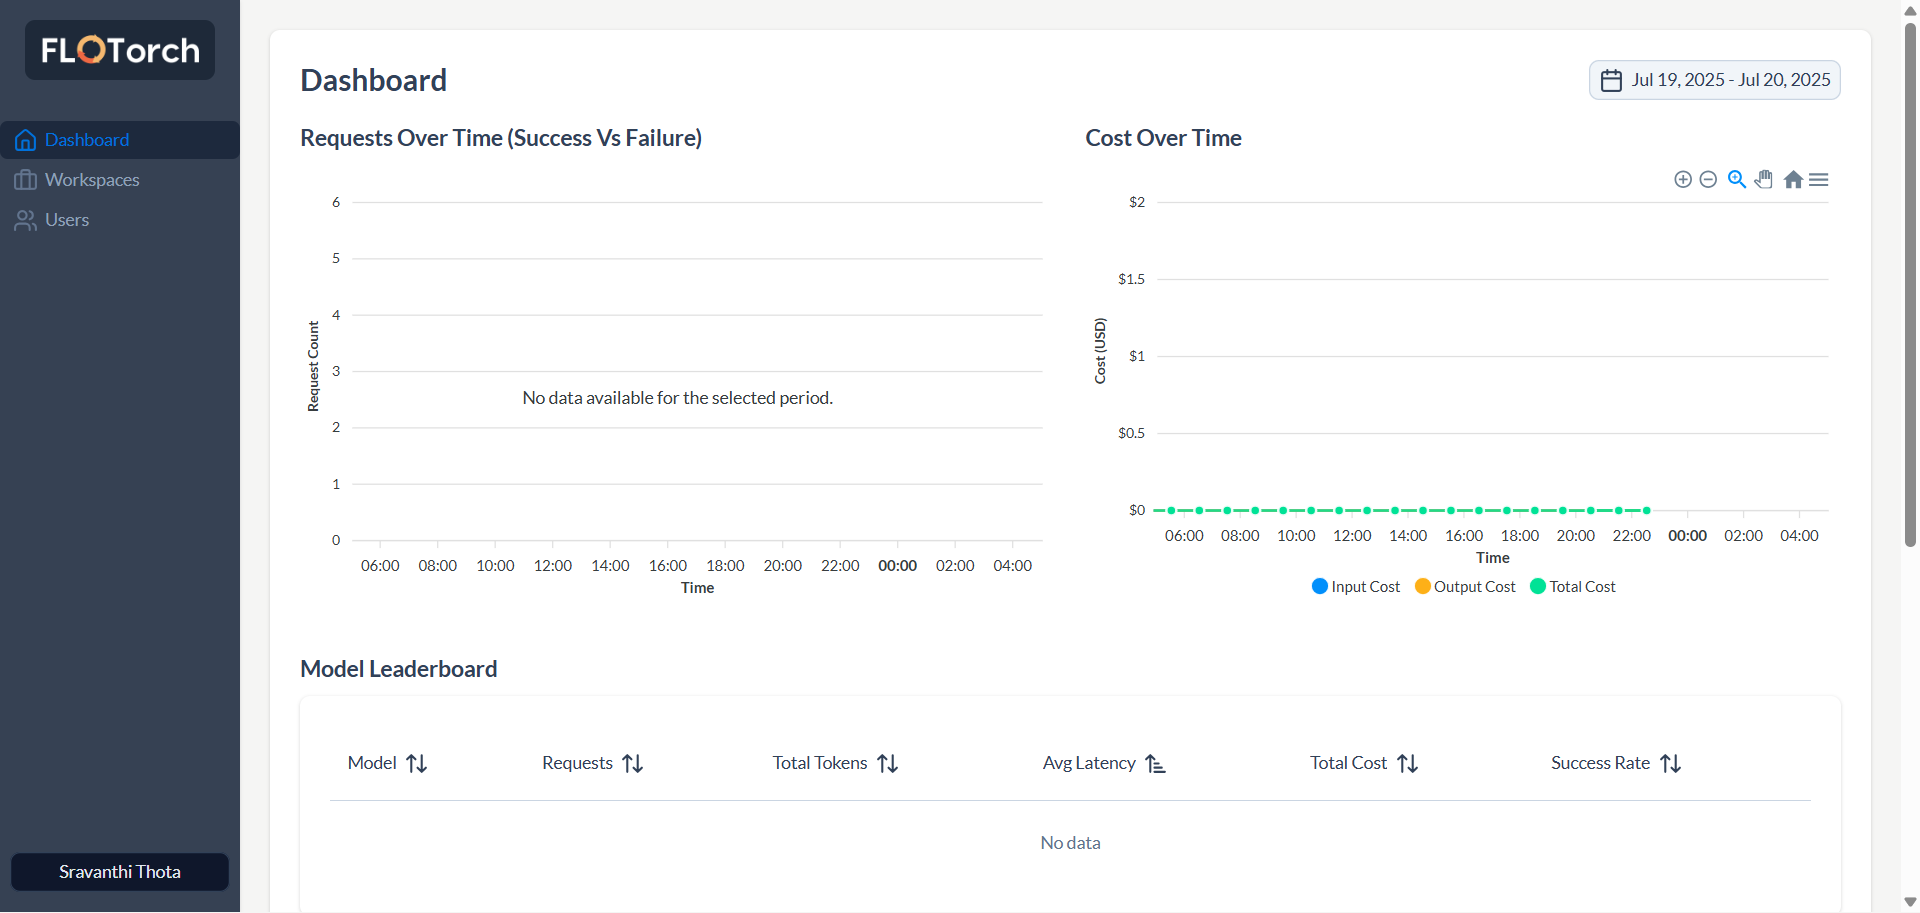 FLOTorch
Dashboard
Workspaces
Users
Sravanthi Thota
Dashboard
Jul 19, 2025 - Jul 20, 2025
Requests Over Time (Success Vs Failure)
6
5
4
3
2
1
0
Request Count
No data available for the selected period.
06:00 08:00 10:00 12:00 14:00 16:00 18:00 20:00 22:00 00:00 02:00 04:00
Time
Cost Over Time
$2
$1.5
$1
$0.5
$0
Cost (USD)
06:00 08:00 10:00 12:00 14:00 16:00 18:00 20:00 22:00 00:00 02:00 04:00
Time
Input Cost Output Cost Total Cost
Model Leaderboard
Model Requests Total Tokens Avg Latency Total Cost Success Rate
No data